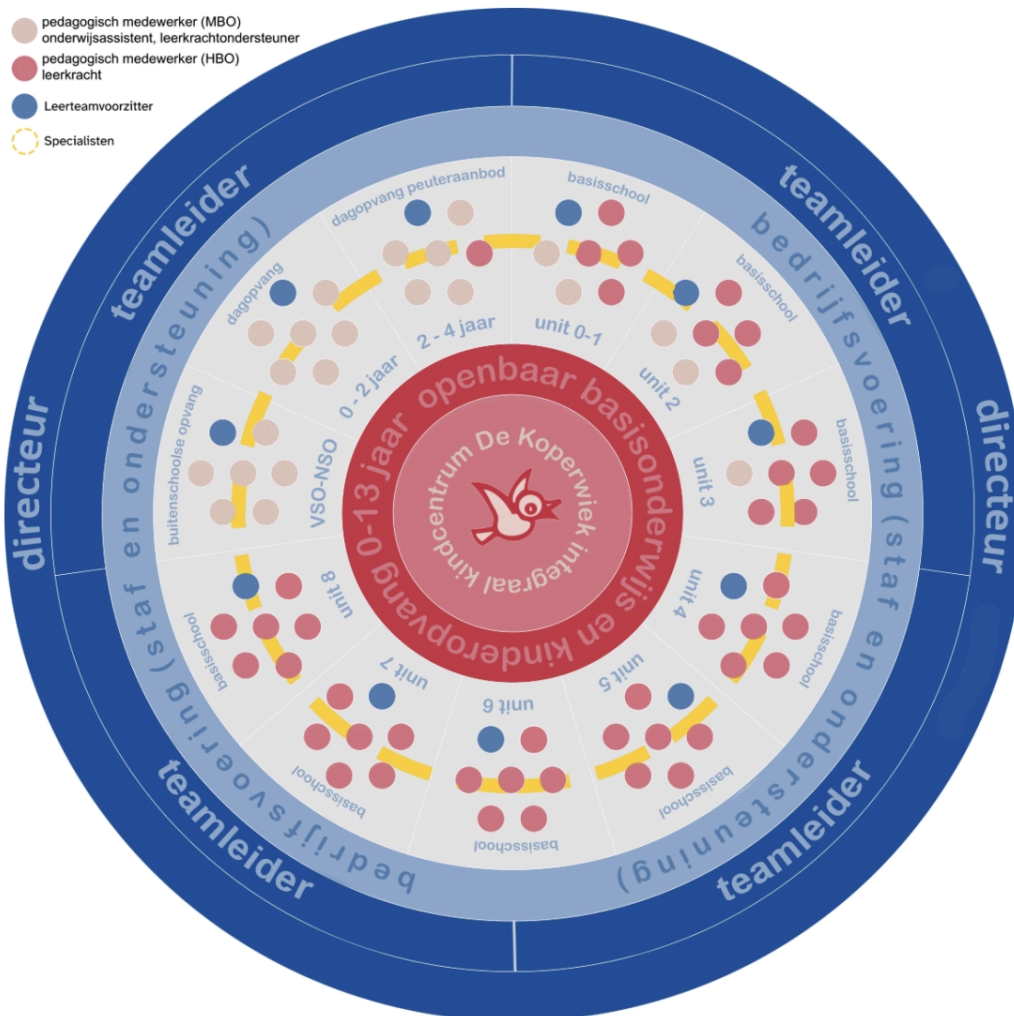 pedagogisch medewerker (MBO)
onderwijsassistent, leerkrachtondersteuner
pedagogisch medewerker (HBO)
leerkracht
Leerteamvoorzitter
Specialisten
directeur
directeur
teamleider
teamleider
teamleider
teamleider
bedrijfsvoering (staf en ondersteuning)
bedrijfsvoering (staf en ondersteuning)
dagopvang peuteraanbod
2 - 4 jaar
basisschool
unit 0-1
basisschool
unit 2
basisschool
unit 3
basisschool
unit 4
basisschool
unit 5
basisschool
unit 6
basisschool
unit 7
basisschool
unit 8
buitenschoolse opvang
VSO-NSO
dagopvang
0 - 2 jaar
openbaar basisonderwijs en kinderopvang 0-13 jaar
kindcentrum De Koperwiek integraal